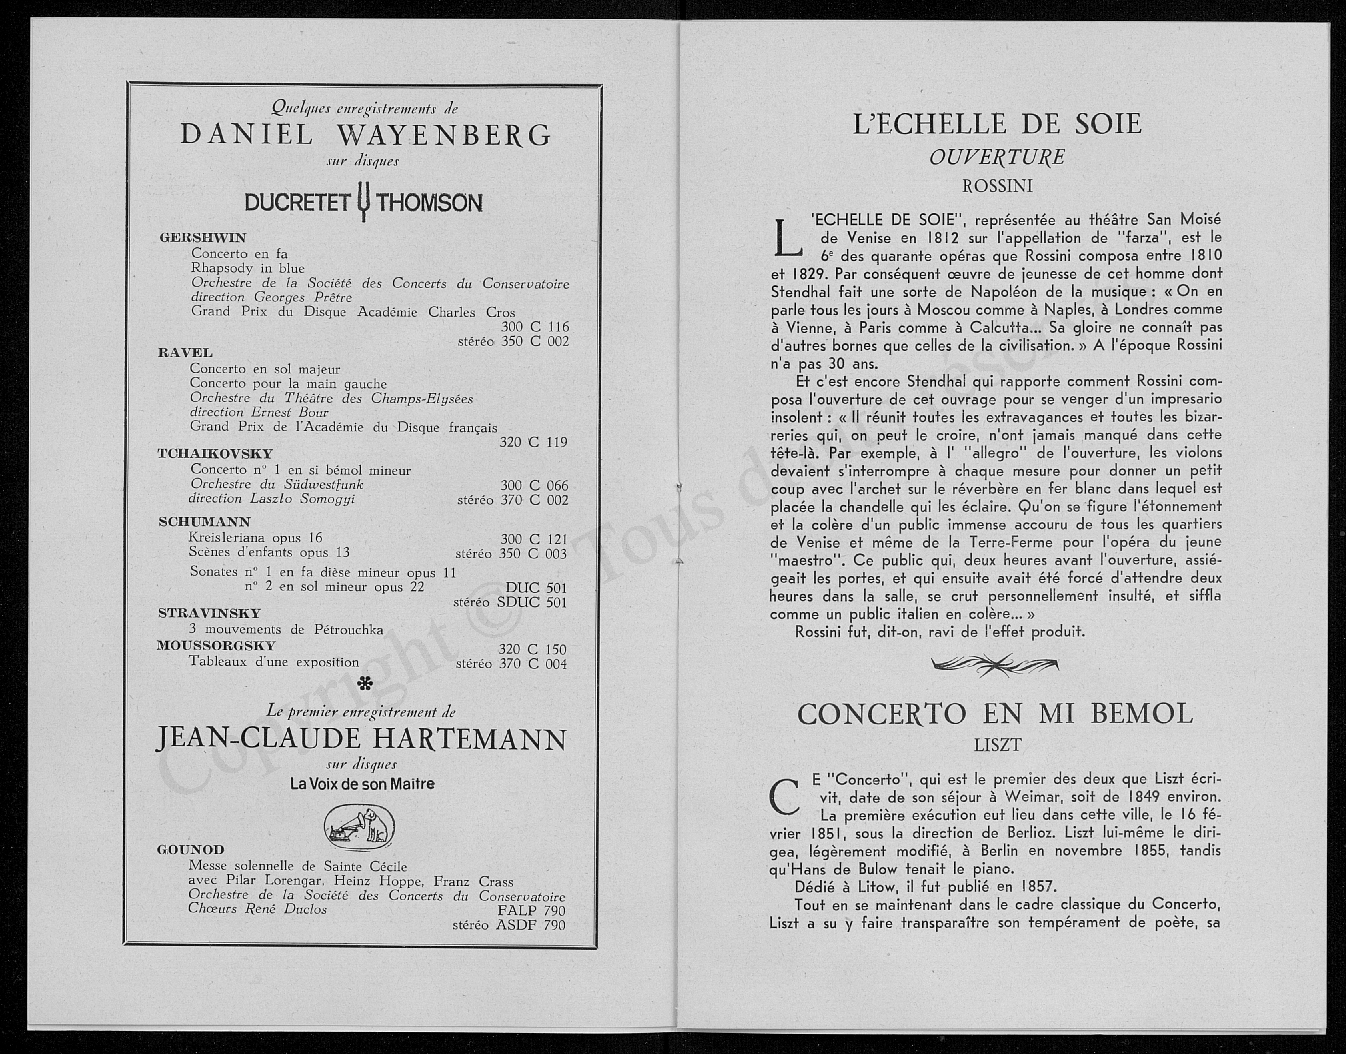 Quelques enregistrements de
DANIEL WAYENBERG
sur disques
DUCRETET THOMSON
GERSHWIN
Concerto en fa
Rhapsody in blue
Orchestre de la Société des Concerts du Conservatoire
direction Georges Prêtre
Grand Prix du Disque Académie Charles Cros
300 C 116
stéréo 350 C 002
RAVEL
Concerto en sol majeur
Concerto pour la main gauche
Orchestre du Théâtre des Champs-Elysées
direction Ernest Bour
Grand Prix de l'Académie du Disque français
320 C 119
TCHAIKOVSKY
Concerto n° 1 en si bémol mineur
Orchestre du Südwestfunk 300 C 066
direction Laszlo Somogyi stéréo 370 C 002
SCHUMANN
Kreisleriana opus 16 300 C 121
Scènes d'enfants opus 13 stéréo 350 C 003
Sonates n° 1 en fa dièse mineur opus 11
n° 2 en sol mineur opus 22 DUC 501
stéréo SDUC 501
STRAVINSKY
3 mouvements de Pétrouchka
MOUSSORGSKY 320 C 150
Tableaux d'une exposition stéréo 370 C 004
Le premier enregistrement de
JEAN-CLAUDE HARTEMANN
sur disques
La Voix de son Maitre
GOUNOD
Messe solennelle de Sainte Cécile
avec Pilar Lorengar, Heinz Hoppe, Franz Crass
Orchestre de la Société des Concerts du Conservatoire
Chœurs René Duclos FALP 790
stéréo ASDF 790
L'ECHELLE DE SOIE
OUVERTURE
ROSSINI
L'ECHELLE DE SOIE", représentée au théâtre San Moisé
de Venise en 1812 sur l'appellation de "farza", est le
6e des quarante opéras que Rossini composa entre 1810
et 1829. Par conséquent œuvre de jeunesse de cet homme dont
Stendhal fait une sorte de Napoléon de la musique : « On en
parle tous les jours à Moscou comme à Naples, à Londres comme
à Vienne, à Paris comme à Calcutta... Sa gloire ne connaît pas
d'autres bornes que celles de la civilisation. » A l'époque Rossini
n'a pas 30 ans.
Et c'est encore Stendhal qui rapporte comment Rossini com-
posa l'ouverture de cet ouvrage pour se venger d'un impresario
insolent : « Il réunit toutes les extravagances et toutes les bizar-
reries qui, on peut le croire, n'ont jamais manqué dans cette
tête-là. Par exemple, à l' "allegro" de l'ouverture, les violons
devaient s'interrompre à chaque mesure pour donner un petit
coup avec l'archet sur le réverbère en fer blanc dans lequel est
placée la chandelle qui les éclaire. Qu'on se figure l'étonnement
et la colère d'un public immense accouru de tous les quartiers
de Venise et même de la Terre-Ferme pour l'opéra du jeune
"maestro". Ce public qui, deux heures avant l'ouverture, assié-
geait les portes, et qui ensuite avait été forcé d'attendre deux
heures dans la salle, se crut personnellement insulté, et siffla
comme un public italien en colère... »
Rossini fut, dit-on, ravi de l'effet produit.
CONCERTO EN MI BEMOL
LISZT
CE "Concerto", qui est le premier des deux que Liszt écri-
vit, date de son séjour à Weimar, soit de 1849 environ.
La première exécution eut lieu dans cette ville, le 16 fé-
vrier 1851, sous la direction de Berlioz. Liszt lui-même le diri-
gea, légèrement modifié, à Berlin en novembre 1855, tandis
qu'Hans de Bulow tenait le piano.
Dédié à Litow, il fut publié en 1857.
Tout en se maintenant dans le cadre classique du Concerto,
Liszt a su y faire transparaître son tempérament de poète, sa